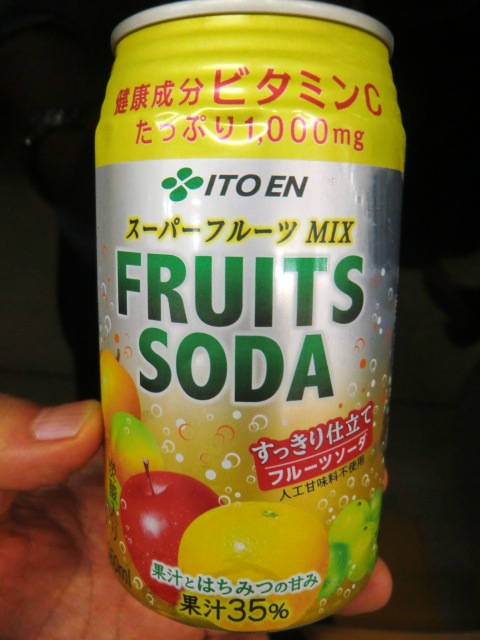 健康成分ビタミンC
たっぷり1,000mg
ITO EN
スーパーフルーツ MIX
FRUITS
SODA
すっきり仕立て
フルーツソーダ
人工甘味料不使用
果汁とはちみつの甘み
果汁35%